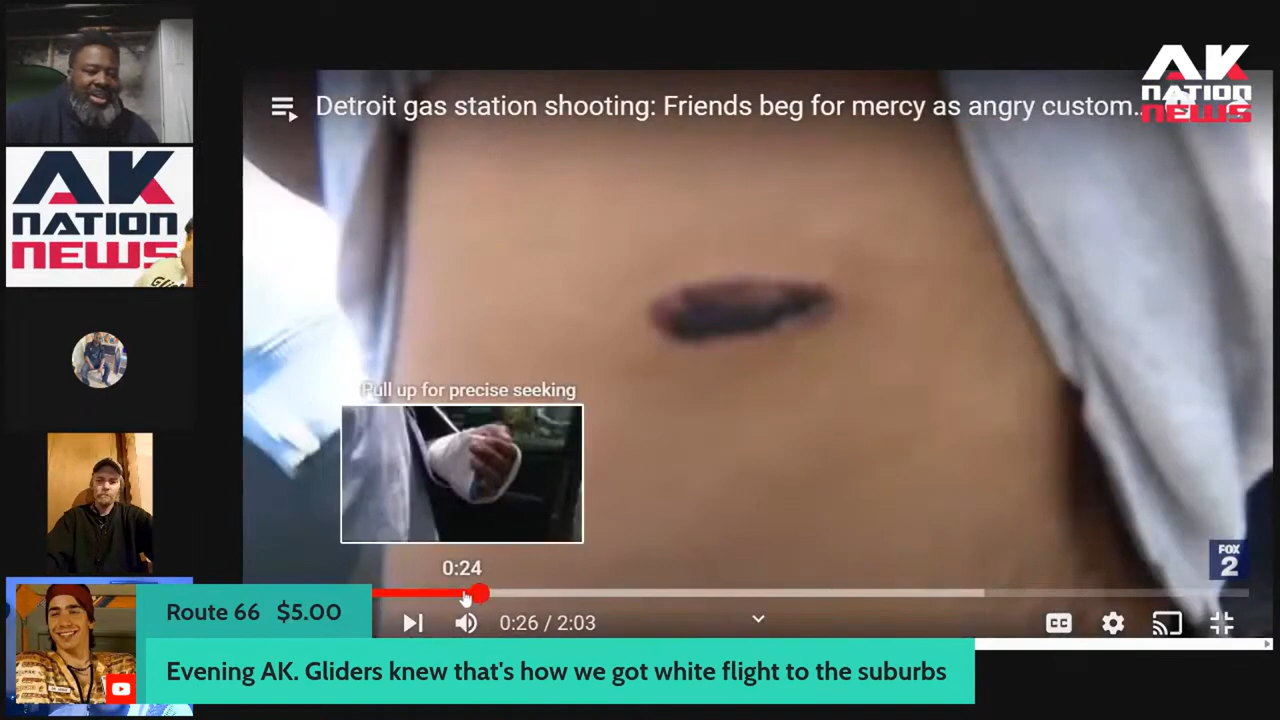 AK
NATION
NEWS
Detroit gas station shooting: Friends beg for mercy as angry custom...
AK
NATION
NEWS
Pull up for precise seeking
0:24
FOX
2
0:26 / 2:03
CC
Route 66 $5.00
Evening AK. Gliders knew that's how we got white flight to the suburbs